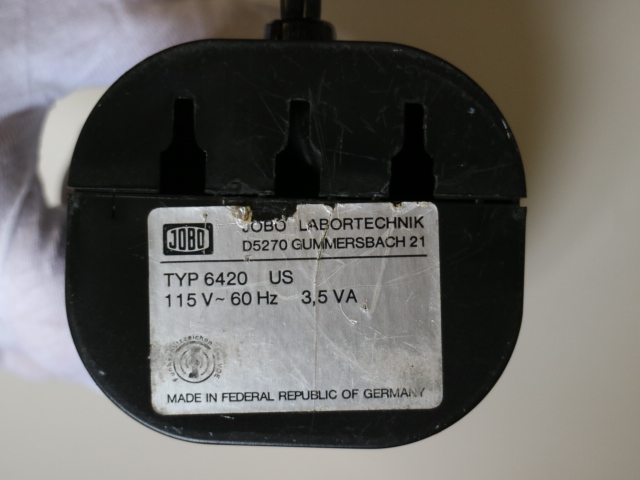 JOBO
JOBO LABORTECHNIK
D5270 GUMMERSBACH 21
TYP 6420 US
115 V~ 60 Hz 3,5 VA
MADE IN FEDERAL REPUBLIC OF GERMANY